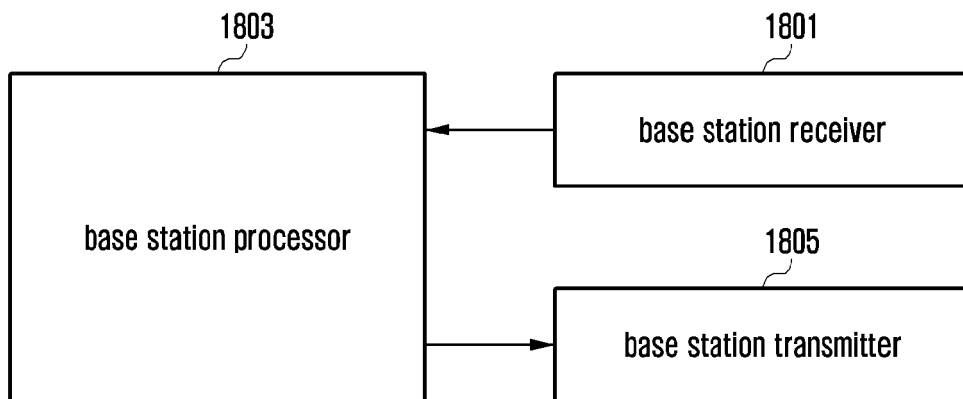 1803
1801
base station receiver
base station processor
1805
base station transmitter